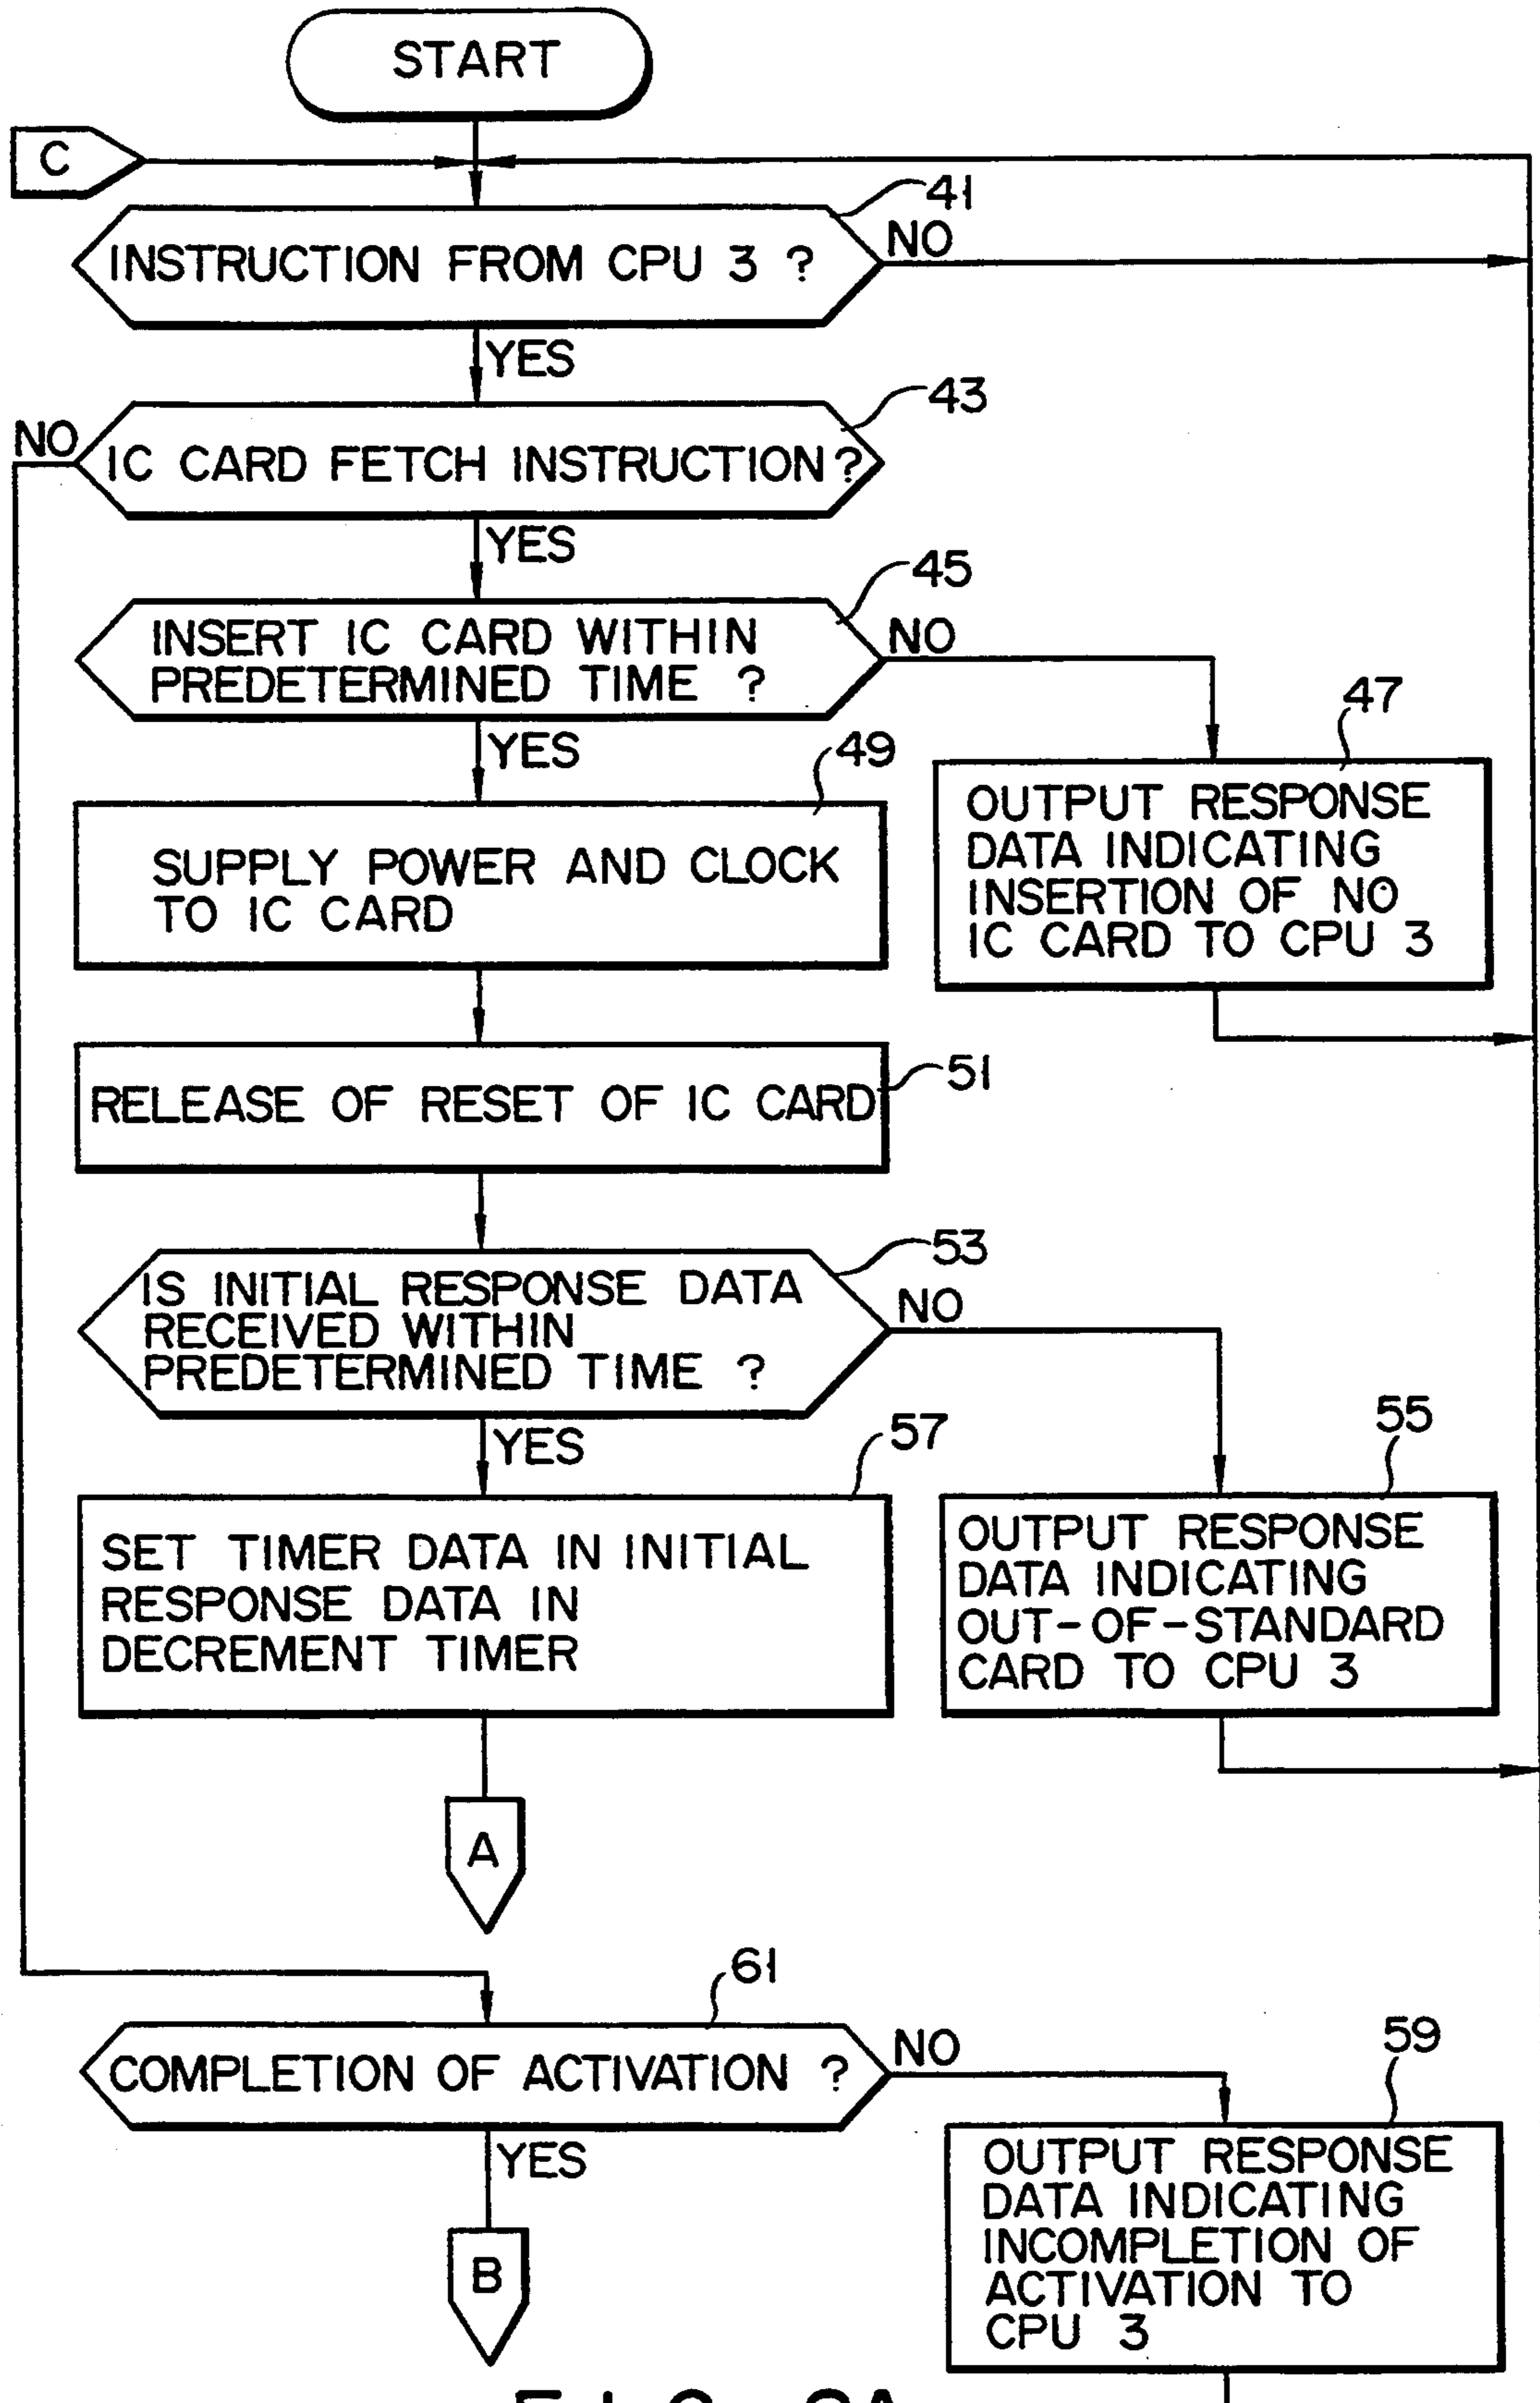 START
C
41
INSTRUCTION FROM CPU 3 ?
NO
YES
43
NO
IC CARD FETCH INSTRUCTION?
YES
45
INSERT IC CARD WITHIN
PREDETERMINED TIME ?
NO
YES
47
OUTPUT RESPONSE
DATA INDICATING
INSERTION OF NO
IC CARD TO CPU 3
49
SUPPLY POWER AND CLOCK
TO IC CARD
RELEASE OF RESET OF IC CARD
51
53
IS INITIAL RESPONSE DATA
RECEIVED WITHIN
PREDETERMINED TIME ?
NO
YES
55
OUTPUT RESPONSE
DATA INDICATING
OUT-OF-STANDARD
CARD TO CPU 3
57
SET TIMER DATA IN INITIAL
RESPONSE DATA IN
DECREMENT TIMER
A
61
COMPLETION OF ACTIVATION ?
NO
YES
B
59
OUTPUT RESPONSE
DATA INDICATING
INCOMPLETION OF
ACTIVATION TO
CPU 3